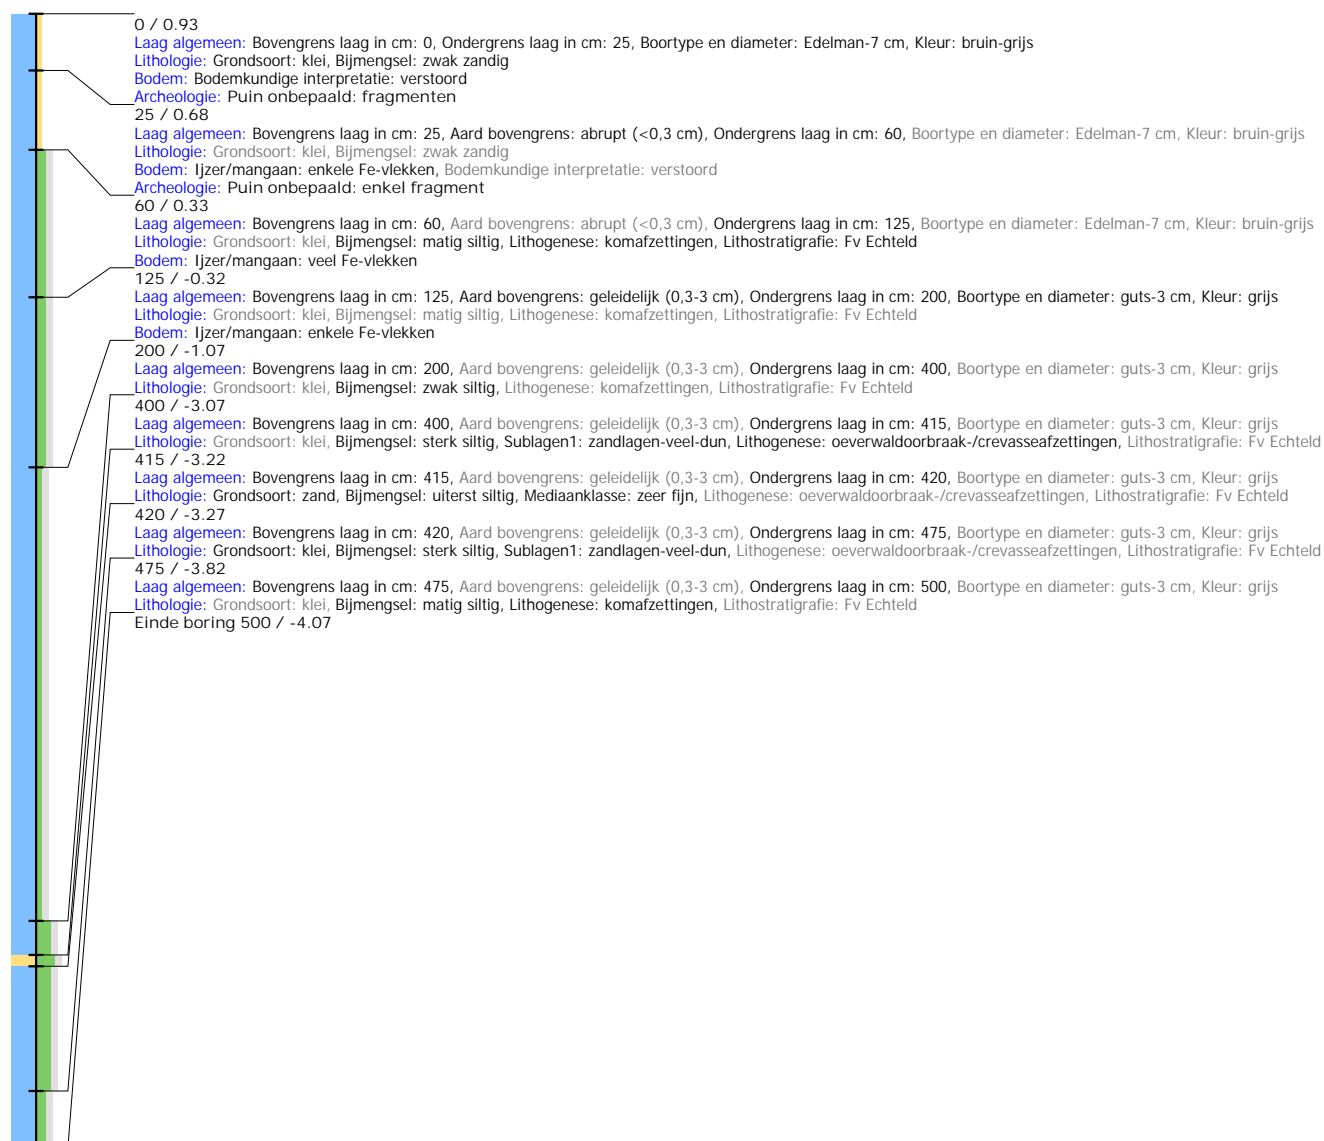 0 / 0.93
Laag algemeen: Bovengrens laag in cm: 0, Ondergrens laag in cm: 25, Boortype en diameter: Edelman-7 cm, Kleur: bruin-grijs
Lithologie: Grondsoort: klei, Bijmengsel: zwak zandig
Bodem: Bodemkundige interpretatie: verstoord
Archeologie: Puin onbepaald: fragmenten
25 / 0.68
Laag algemeen: Bovengrens laag in cm: 25, Aard bovengrens: abrupt (<0,3 cm), Ondergrens laag in cm: 60, Boortype en diameter: Edelman-7 cm, Kleur: bruin-grijs
Lithologie: Grondsoort: klei, Bijmengsel: zwak zandig
Bodem: Ijzer/mangaan: enkele Fe-vlekken, Bodemkundige interpretatie: verstoord
Archeologie: Puin onbepaald: enkel fragment
60 / 0.33
Laag algemeen: Bovengrens laag in cm: 60, Aard bovengrens: abrupt (<0,3 cm), Ondergrens laag in cm: 125, Boortype en diameter: Edelman-7 cm, Kleur: bruin-grijs
Lithologie: Grondsoort: klei, Bijmengsel: matig siltig, Lithogenese: komafzettingen, Lithostratigrafie: Fv Echteld
Bodem: Ijzer/mangaan: veel Fe-vlekken
125 / -0.32
Laag algemeen: Bovengrens laag in cm: 125, Aard bovengrens: geleidelijk (0,3-3 cm), Ondergrens laag in cm: 200, Boortype en diameter: guts-3 cm, Kleur: grijs
Lithologie: Grondsoort: klei, Bijmengsel: matig siltig, Lithogenese: komafzettingen, Lithostratigrafie: Fv Echteld
Bodem: Ijzer/mangaan: enkele Fe-vlekken
200 / -1.07
Laag algemeen: Bovengrens laag in cm: 200, Aard bovengrens: geleidelijk (0,3-3 cm), Ondergrens laag in cm: 400, Boortype en diameter: guts-3 cm, Kleur: grijs
Lithologie: Grondsoort: klei, Bijmengsel: zwak siltig, Lithogenese: komafzettingen, Lithostratigrafie: Fv Echteld
400 / -3.07
Laag algemeen: Bovengrens laag in cm: 400, Aard bovengrens: geleidelijk (0,3-3 cm), Ondergrens laag in cm: 415, Boortype en diameter: guts-3 cm, Kleur: grijs
Lithologie: Grondsoort: klei, Bijmengsel: sterk siltig, Sublagen1: zandlagen-veel-dun, Lithogenese: oeverwaldoorbraak-/crevasseafzettingen, Lithostratigrafie: Fv Echteld
415 / -3.22
Laag algemeen: Bovengrens laag in cm: 415, Aard bovengrens: geleidelijk (0,3-3 cm), Ondergrens laag in cm: 420, Boortype en diameter: guts-3 cm, Kleur: grijs
Lithologie: Grondsoort: zand, Bijmengsel: uiterst siltig, Mediaanklasse: zeer fijn, Lithogenese: oeverwaldoorbraak-/crevasseafzettingen, Lithostratigrafie: Fv Echteld
420 / -3.27
Laag algemeen: Bovengrens laag in cm: 420, Aard bovengrens: geleidelijk (0,3-3 cm), Ondergrens laag in cm: 475, Boortype en diameter: guts-3 cm, Kleur: grijs
Lithologie: Grondsoort: klei, Bijmengsel: sterk siltig, Sublagen1: zandlagen-veel-dun, Lithogenese: oeverwaldoorbraak-/crevasseafzettingen, Lithostratigrafie: Fv Echteld
475 / -3.82
Laag algemeen: Bovengrens laag in cm: 475, Aard bovengrens: geleidelijk (0,3-3 cm), Ondergrens laag in cm: 500, Boortype en diameter: guts-3 cm, Kleur: grijs
Lithologie: Grondsoort: klei, Bijmengsel: matig siltig, Lithogenese: komafzettingen, Lithostratigrafie: Fv Echteld
Einde boring 500 / -4.07